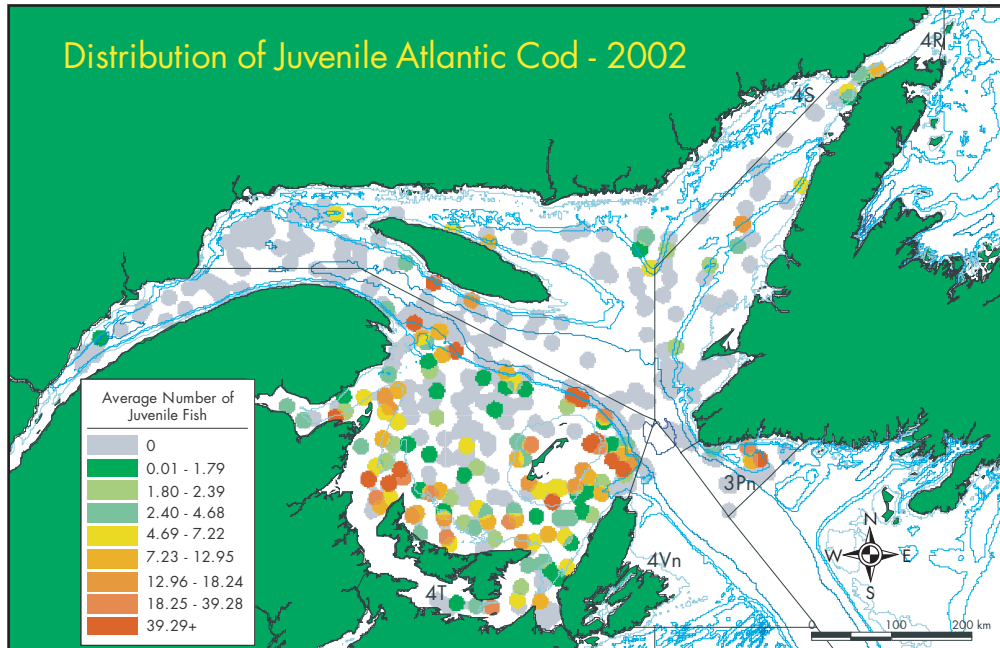 Distribution of Juvenile Atlantic Cod - 2002
4R
4S
Average Number of
Juvenile Fish
0
0.01 - 1.79
1.80 - 2.39
2.40 - 4.68
4.69 - 7.22
7.23 - 12.95
12.96 - 18.24
18.25 - 39.28
39.29+
3Pn
4Vn
4T
N
W E
S
0 200 km